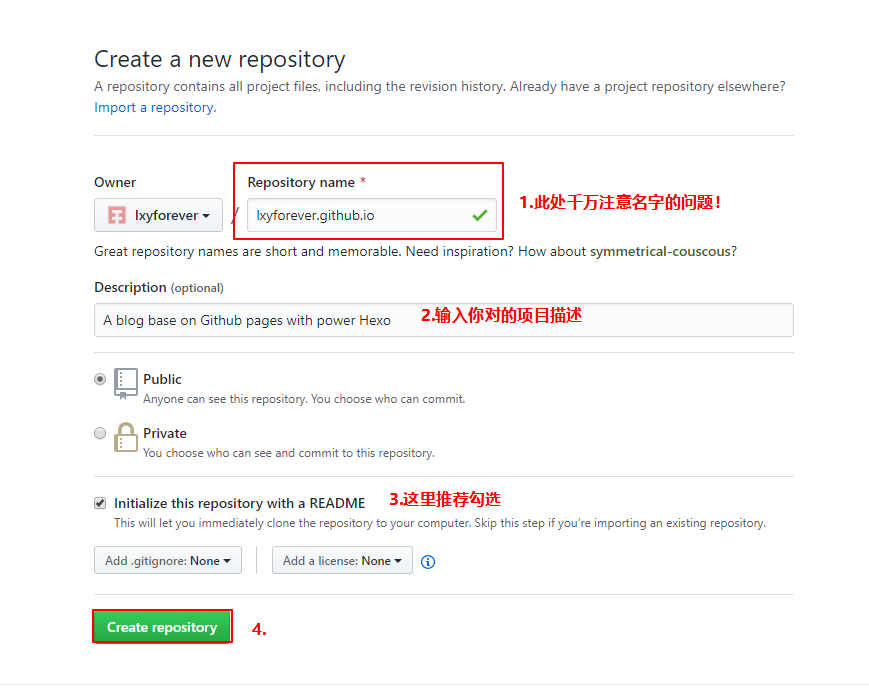 Create a new repository
A repository contains all project files, including the revision history. Already have a project repository elsewhere?
Import a repository.
Owner
Repository name *
lxyforever
/
lxyforever.github.io
1.此处千万注意名字的问题!
Great repository names are short and memorable. Need inspiration? How about symmetrical-couscous?
Description (optional)
A blog base on Github pages with power Hexo
2.输入你对的项目描述
Public
Anyone can see this repository. You choose who can commit.
Private
You choose who can see and commit to this repository.
Initialize this repository with a README
3.这里推荐勾选
This will let you immediately clone the repository to your computer. Skip this step if you're importing an existing repository.
Add .gitignore: None
Add a license: None
Create repository
4.